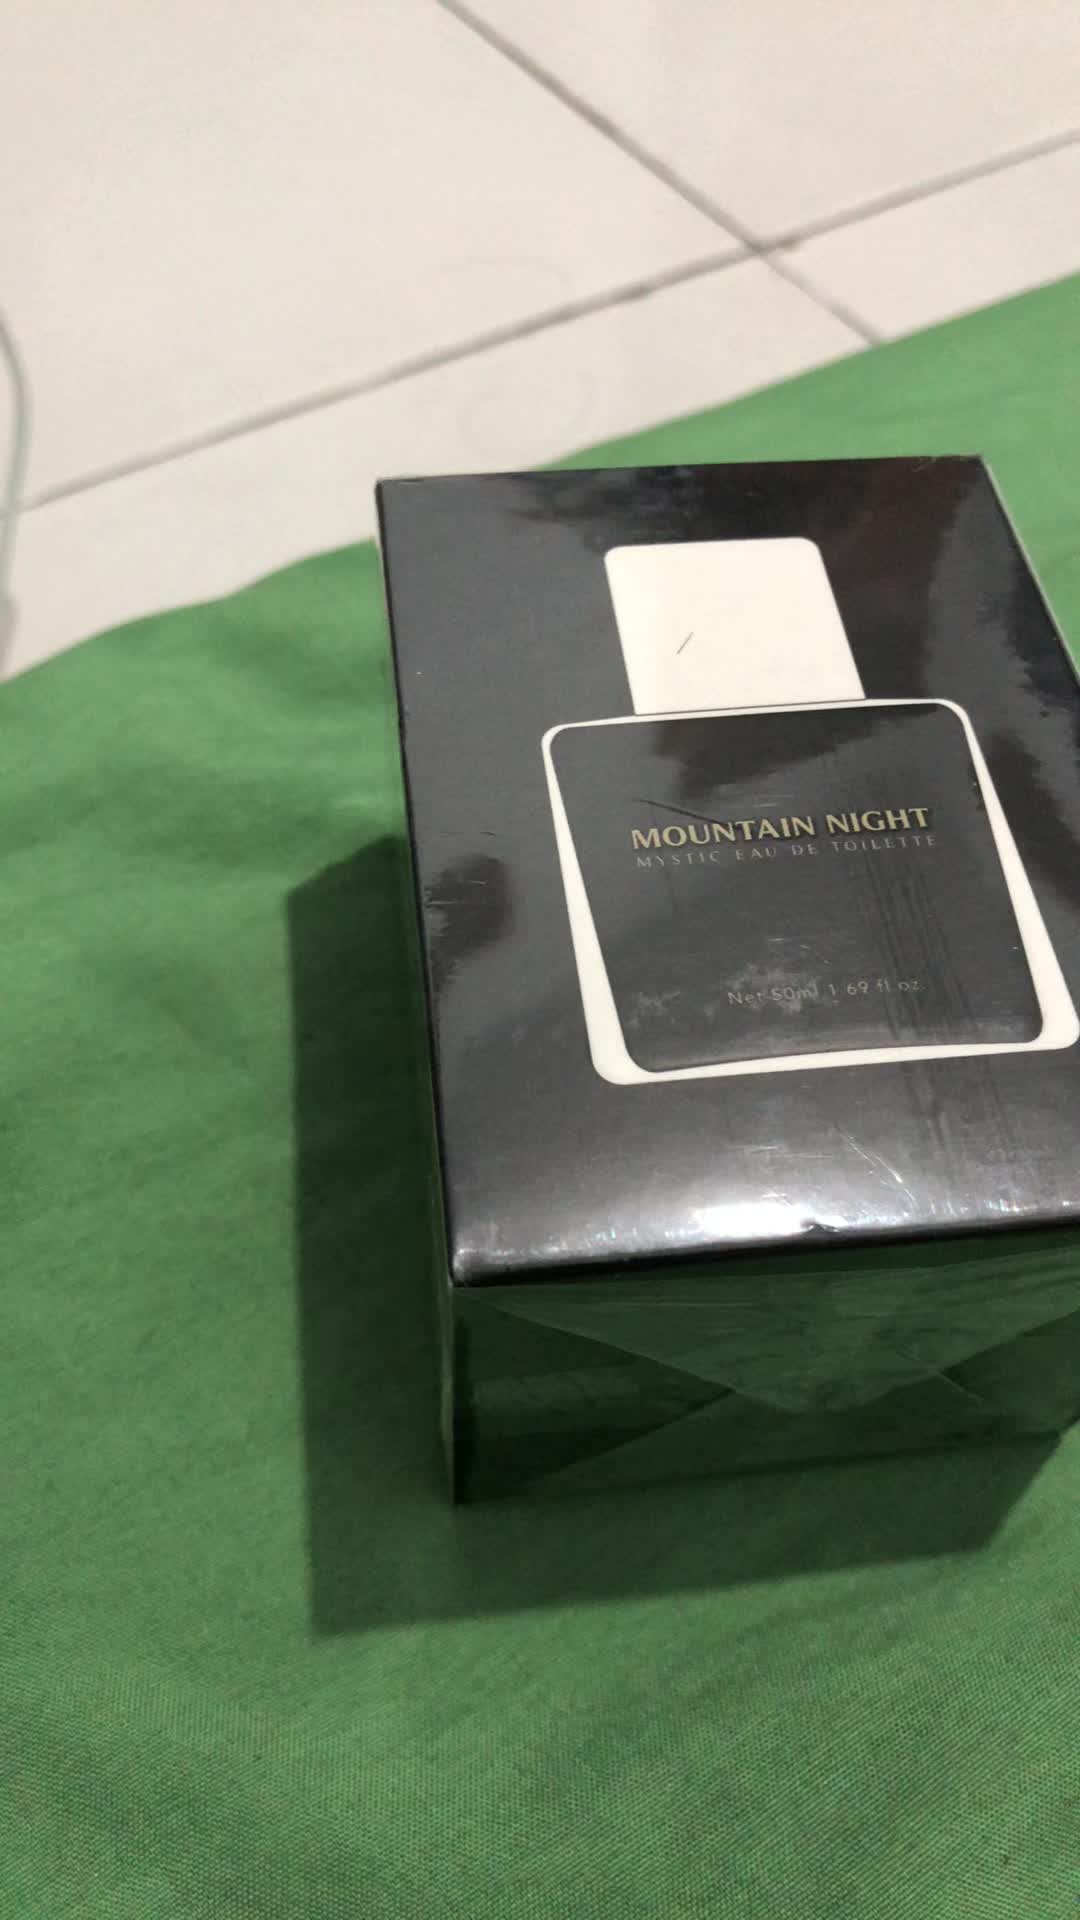 MOUNTAIN NIGHT
MYSTIC EAU DE TOILETTE
Net 50ml 1.69 fl.oz.